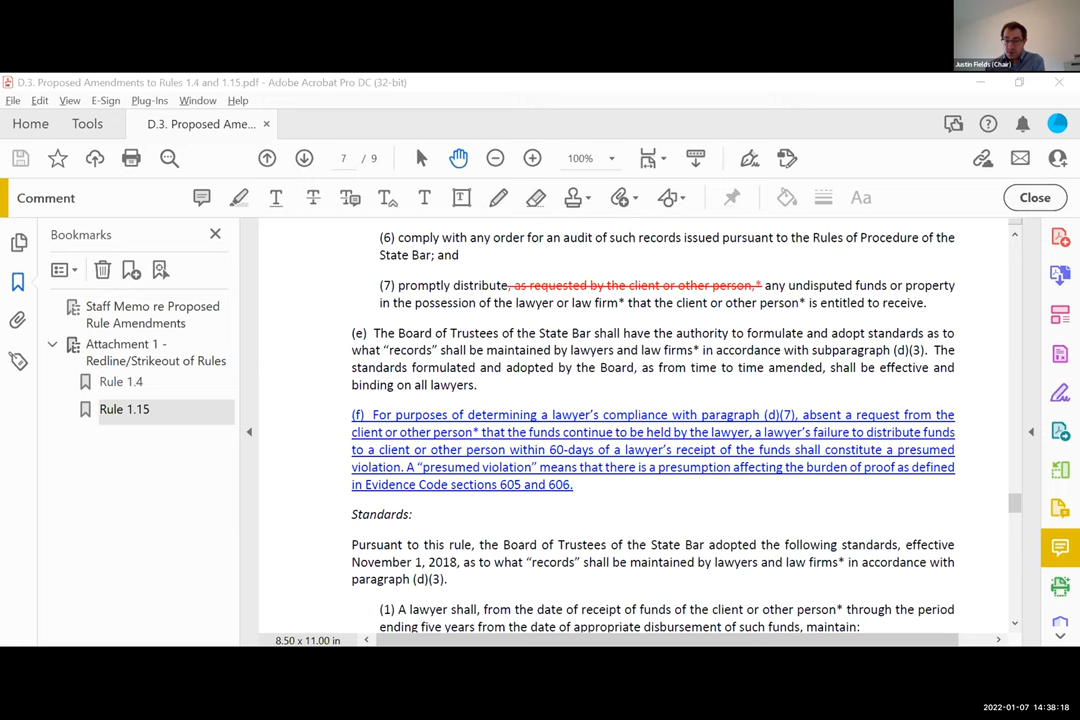 Justin Fields (Chair)
D.3. Proposed Amendments to Rules 1.4 and 1.15.pdf - Adobe Acrobat Pro DC (32-bit)
File Edit View E-Sign Plug-Ins Window Help
Home Tools D.3. Proposed Ame... ×
7 / 9 100%
Comment Aa Close
Bookmarks
Staff Memo re Proposed
Rule Amendments
Attachment 1 -
Redline/Strikeout of Rules
Rule 1.4
Rule 1.15
(6) comply with any order for an audit of such records issued pursuant to the Rules of Procedure of the
State Bar; and
(7) promptly distribute, as requested by the client or other person,* any undisputed funds or property
in the possession of the lawyer or law firm* that the client or other person* is entitled to receive.
(e) The Board of Trustees of the State Bar shall have the authority to formulate and adopt standards as to
what “records” shall be maintained by lawyers and law firms* in accordance with subparagraph (d)(3). The
standards formulated and adopted by the Board, as from time to time amended, shall be effective and
binding on all lawyers.
(f) For purposes of determining a lawyer’s compliance with paragraph (d)(7), absent a request from the
client or other person* that the funds continue to be held by the lawyer, a lawyer’s failure to distribute funds
to a client or other person within 60-days of a lawyer’s receipt of the funds shall constitute a presumed
violation. A “presumed violation” means that there is a presumption affecting the burden of proof as defined
in Evidence Code sections 605 and 606.
Standards:
Pursuant to this rule, the Board of Trustees of the State Bar adopted the following standards, effective
November 1, 2018, as to what “records” shall be maintained by lawyers and law firms* in accordance with
paragraph (d)(3).
(1) A lawyer shall, from the date of receipt of funds of the client or other person* through the period
ending five years from the date of appropriate disbursement of such funds, maintain:
8.50 x 11.00 in
2022-01-07 14:38:18